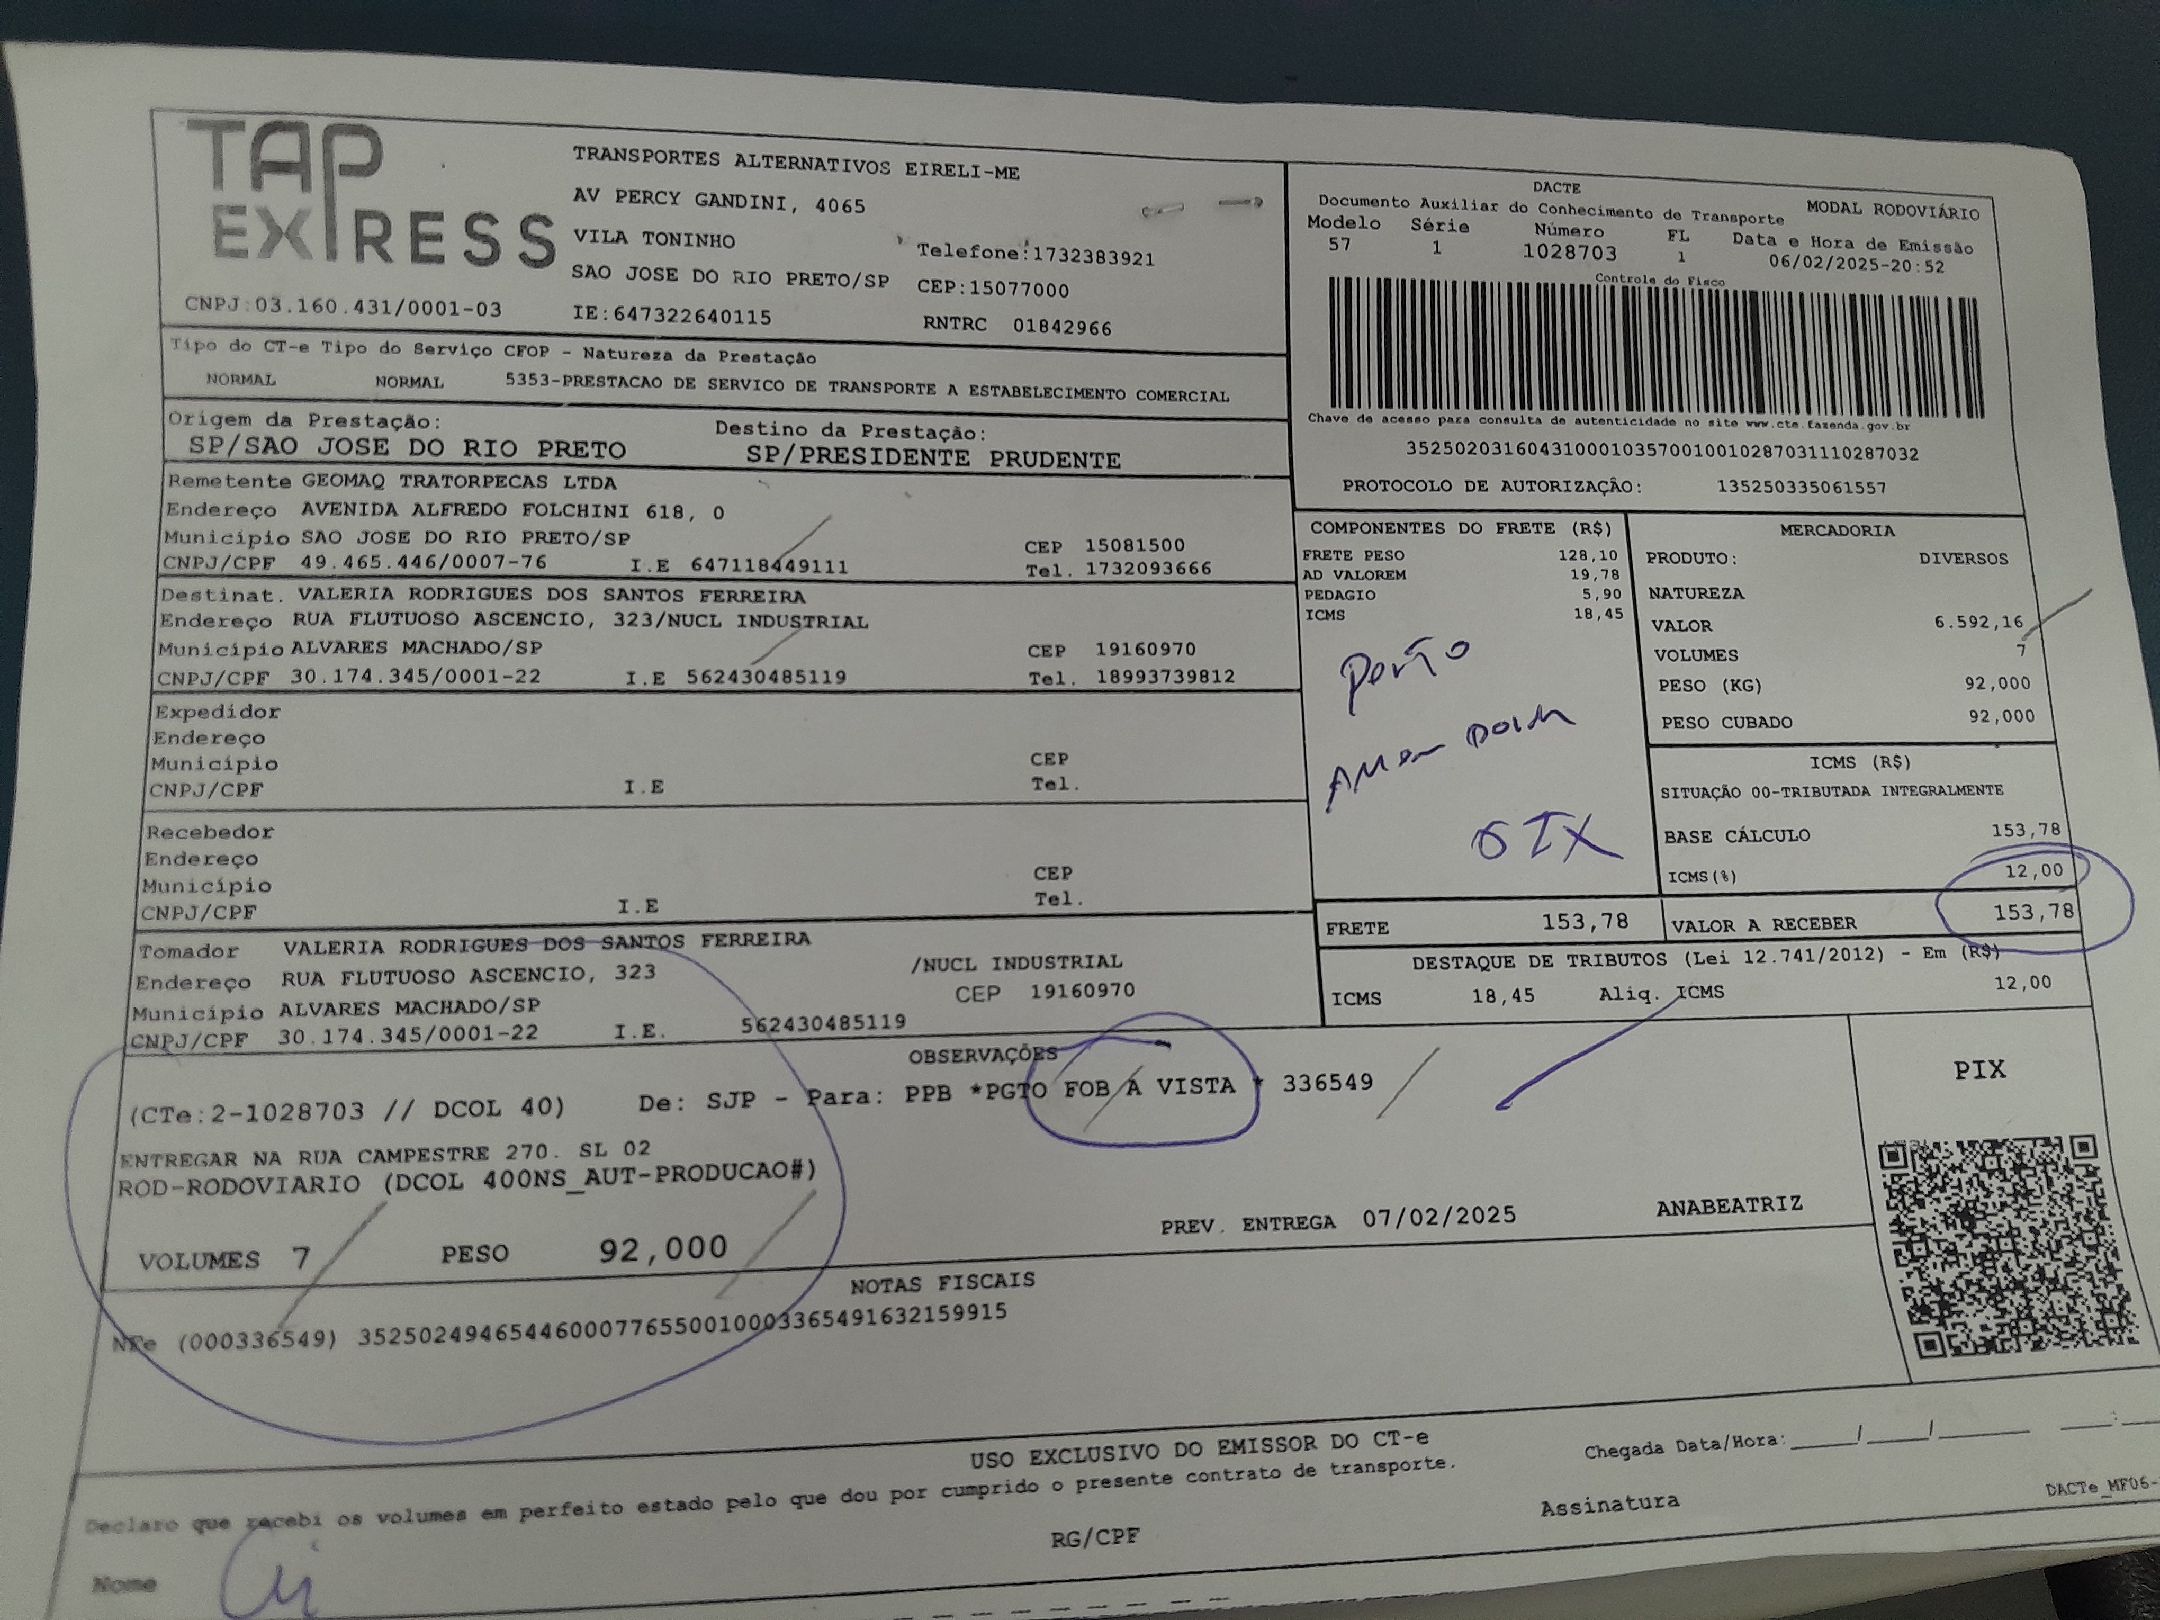 TAP
EXPRESS
CNPJ:03.160.431/0001-03
TRANSPORTES ALTERNATIVOS EIRELI-ME
AV PERCY GANDINI, 4065
VILA TONINHO
Telefone:1732383921
SAO JOSE DO RIO PRETO/SP CEP:15077000
IE:647322640115 RNTRC 01842966
DACTE
Documento Auxiliar do Conhecimento de Transporte MODAL RODOVIÁRIO
Modelo Série Número FL Data e Hora de Emissão
57 1 1028703 1 06/02/2025-20:52
Controle do Fisco
Chave de acesso para consulta de autenticidade no site www.cte.fazenda.gov.br
35250203160431000103570010010287031110287032
PROTOCOLO DE AUTORIZAÇÃO: 135250335061557
Tipo do CT-e Tipo do Serviço CFOP - Natureza da Prestação
NORMAL NORMAL 5353-PRESTACAO DE SERVICO DE TRANSPORTE A ESTABELECIMENTO COMERCIAL
Origem da Prestação: Destino da Prestação:
SP/SAO JOSE DO RIO PRETO SP/PRESIDENTE PRUDENTE
Remetente GEOMAQ TRATORPECAS LTDA
Endereço AVENIDA ALFREDO FOLCHINI 618, 0
Município SAO JOSE DO RIO PRETO/SP CEP 15081500
CNPJ/CPF 49.465.446/0007-76 I.E 647118449111 Tel. 1732093666
Destinat. VALERIA RODRIGUES DOS SANTOS FERREIRA
Endereço RUA FLUTUOSO ASCENCIO, 323/NUCL INDUSTRIAL
Município ALVARES MACHADO/SP CEP 19160970
CNPJ/CPF 30.174.345/0001-22 I.E 562430485119 Tel. 18993739812
Expedidor
Endereço
Município CEP
CNPJ/CPF I.E Tel.
Recebedor
Endereço
Município CEP
CNPJ/CPF I.E Tel.
Tomador VALERIA RODRIGUES DOS SANTOS FERREIRA
Endereço RUA FLUTUOSO ASCENCIO, 323 /NUCL INDUSTRIAL
Município ALVARES MACHADO/SP CEP 19160970
CNPJ/CPF 30.174.345/0001-22 I.E. 562430485119
COMPONENTES DO FRETE (R$)
FRETE PESO 128,10
AD VALOREM 19,78
PEDAGIO 5,90
ICMS 18,45
MERCADORIA
PRODUTO: DIVERSOS
NATUREZA
VALOR 6.592,16
VOLUMES 7
PESO (KG) 92,000
PESO CUBADO 92,000
ICMS (R$)
SITUAÇÃO 00-TRIBUTADA INTEGRALMENTE
BASE CÁLCULO 153,78
ICMS(%) 12,00
FRETE 153,78 VALOR A RECEBER 153,78
DESTAQUE DE TRIBUTOS (Lei 12.741/2012) - Em (R$)
ICMS 18,45 Aliq. ICMS 12,00
OBSERVAÇÕES
(CTe:2-1028703 // DCOL 40) De: SJP - Para: PPB *PGTO FOB A VISTA * 336549
ENTREGAR NA RUA CAMPESTRE 270. SL 02
ROD-RODOVIARIO (DCOL 400NS_AUT-PRODUCAO#)
PREV. ENTREGA 07/02/2025 ANABEATRIZ
VOLUMES 7 PESO 92,000
PIX
NOTAS FISCAIS
NFe (000336549) 35250249465446000776550010003365491632159915
USO EXCLUSIVO DO EMISSOR DO CT-e
Declaro que recebi os volumes em perfeito estado pelo que dou por cumprido o presente contrato de transporte.
Chegada Data/Hora:____/____/______ ____:
Nome RG/CPF Assinatura
DACTe_MF06-